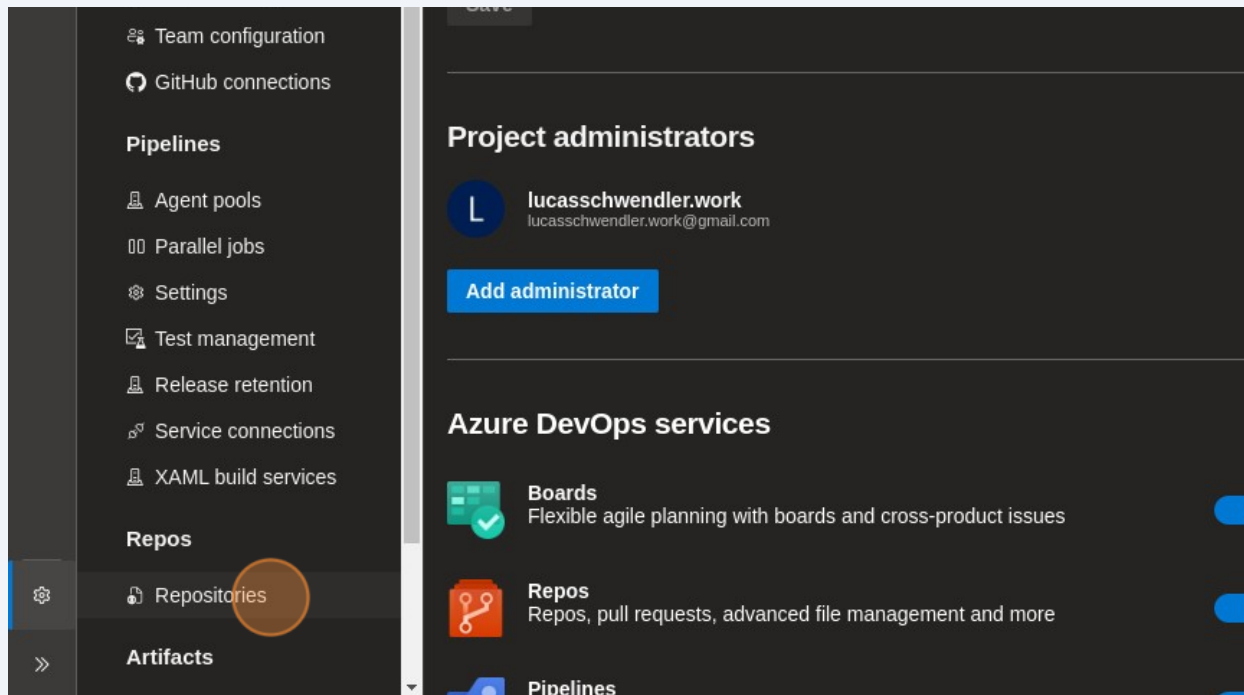 Team configuration
GitHub connections
Pipelines
Agent pools
Parallel jobs
Settings
Test management
Release retention
Service connections
XAML build services
Repos
Repositories
Artifacts
Save
Project administrators
L
lucasschwendler.work
lucasschwendler.work@gmail.com
Add administrator
Azure DevOps services
Boards
Flexible agile planning with boards and cross-product issues
Repos
Repos, pull requests, advanced file management and more
Pipelines